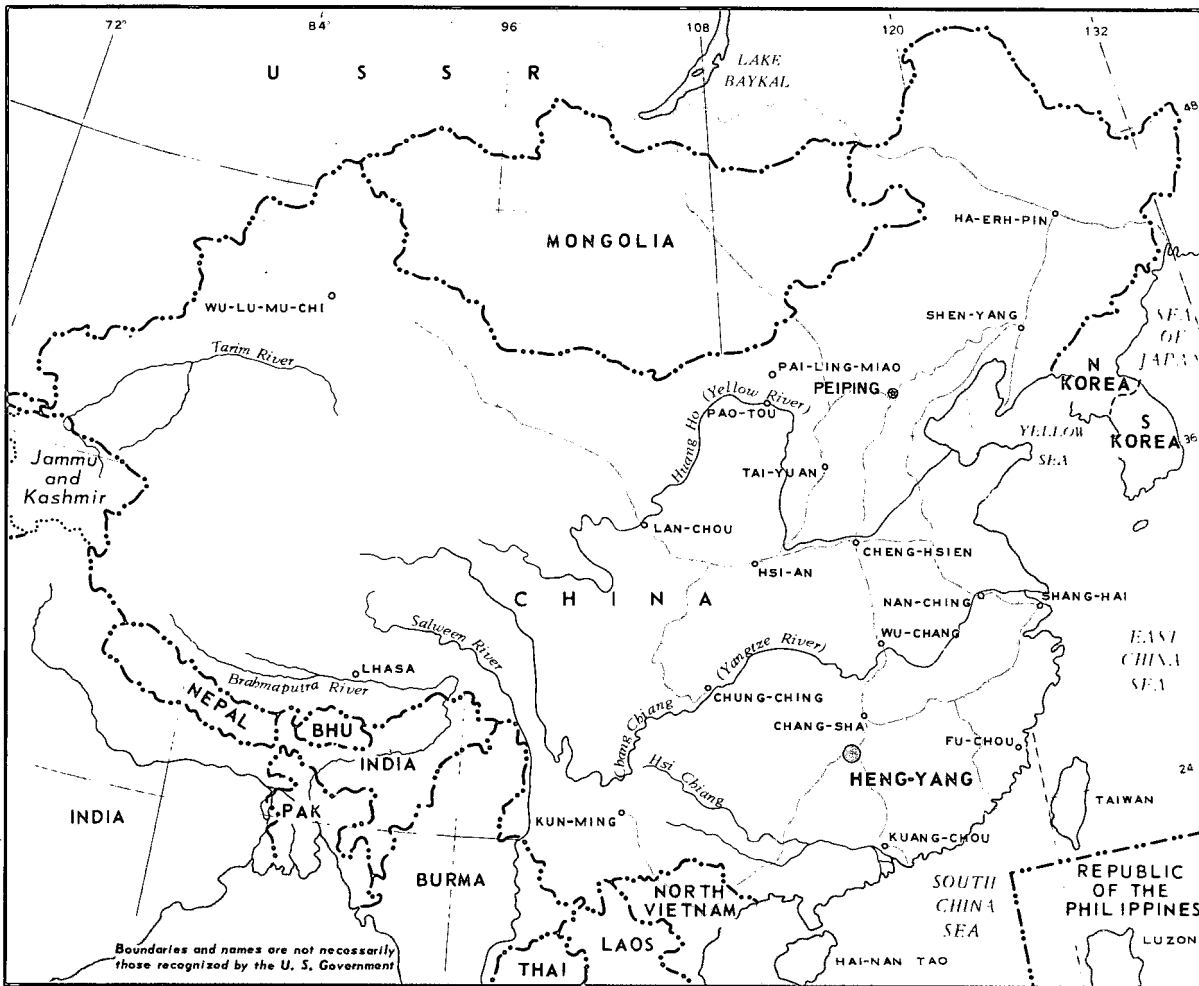 72°
84°
96°
108
120
132
U S S R
LAKE
BAYKAL
48
HA-ERH-PIN
MONGOLIA
WU-LU-MU-CHI
SHEN-YANG
SEA
OF
JAPAN
Tarim River
PAI-LING-MIAO
PEIPING
N
KOREA
Huang Ho (Yellow River)
PAO-TOU
S
KOREA
YELLOW
SEA
36
Jammu
and
Kashmir
TAI-YUAN
LAN-CHOU
CHENG-HSIEN
HSI-AN
C H I N A
NAN-CHING
SHANG-HAI
Salween River
WU-CHANG
EAST
CHINA
SEA
LHASA
Brahmaputra River
Chang Chiang (Yangtze River)
CHUNG-CHING
NEPAL
BHU
CHANG-SHA
FU-CHOU
INDIA
Hsi Chiang
HENG-YANG
24
INDIA
PAK
KUN-MING
TAIWAN
KUANG-CHOU
BURMA
NORTH
VIETNAM
SOUTH
CHINA
SEA
REPUBLIC
OF THE
PHILIPPINES
LAOS
Boundaries and names are not necessarily
those recognized by the U. S. Government
THAI
HAI-NAN TAO
LUZON